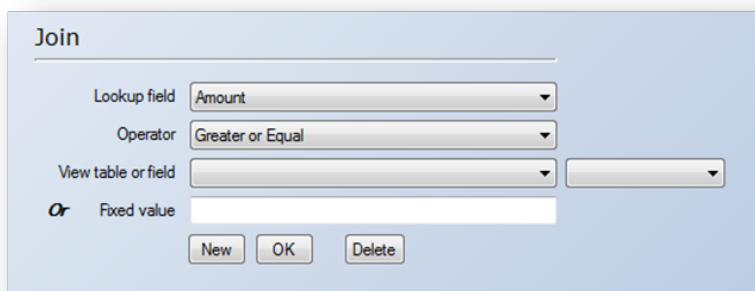 Join
Lookup field Amount
Operator Greater or Equal
View table or field
Or Fixed value
New OK Delete